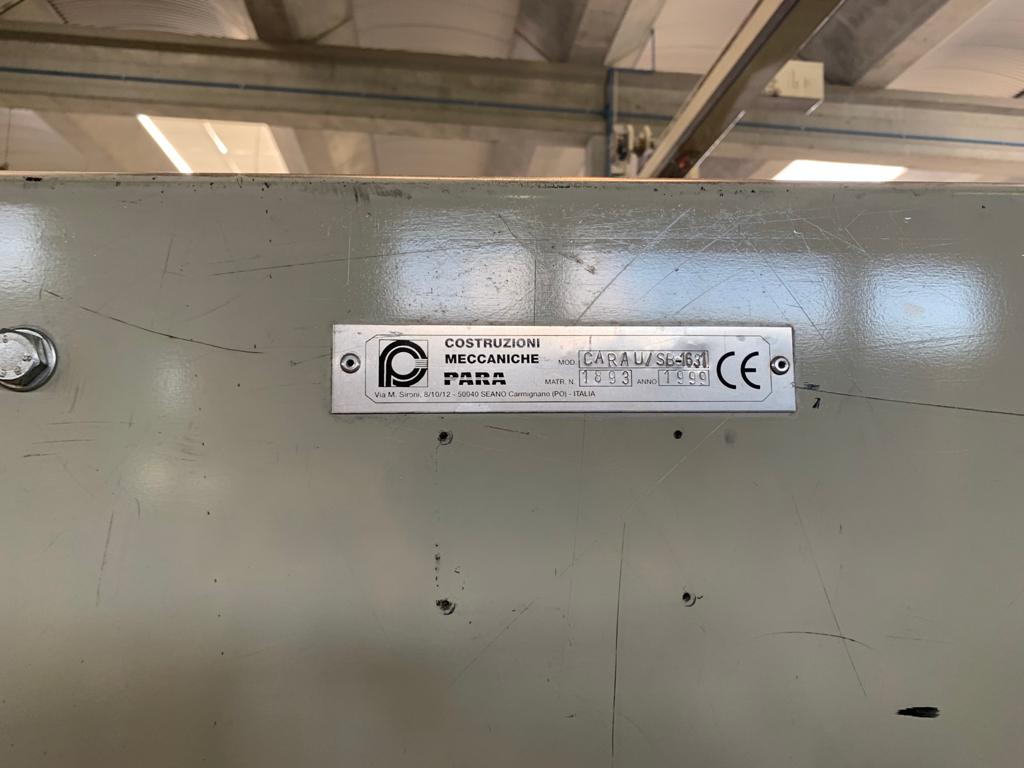 COSTRUZIONI
MECCANICHE
PARA
MOD. CARAU/SB-1631
MATR. N. 1893 ANNO 1999
CE
Via M. Sironi, 8/10/12 - 50040 SEANO Carmignano (PO) - ITALIA